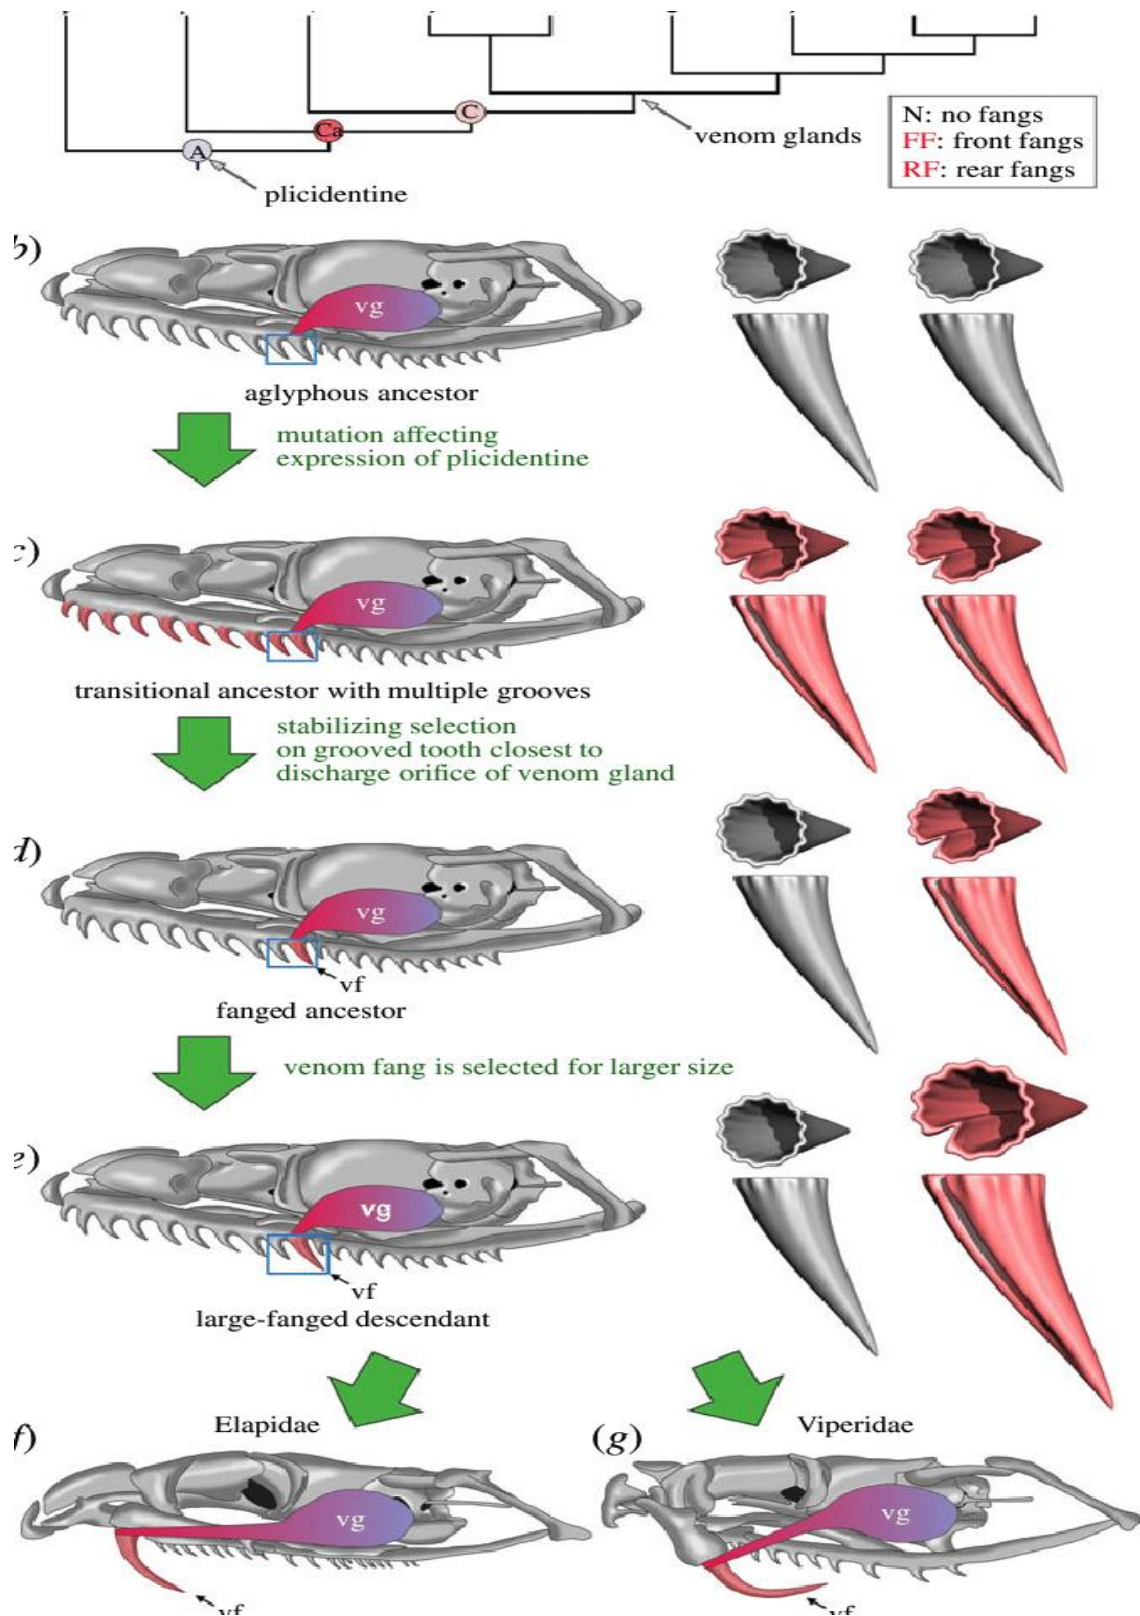 A
Ca
C
plicidentine
venom glands
N: no fangs
FF: front fangs
RF: rear fangs
b)
vg
aglyphous ancestor
mutation affecting
expression of plicidentine
c)
vg
transitional ancestor with multiple grooves
stabilizing selection
on grooved tooth closest to
discharge orifice of venom gland
d)
vg
vf
fanged ancestor
venom fang is selected for larger size
e)
vg
vf
large-fanged descendant
Elapidae
f)
vg
vf
Viperidae
(g)
vg
vf